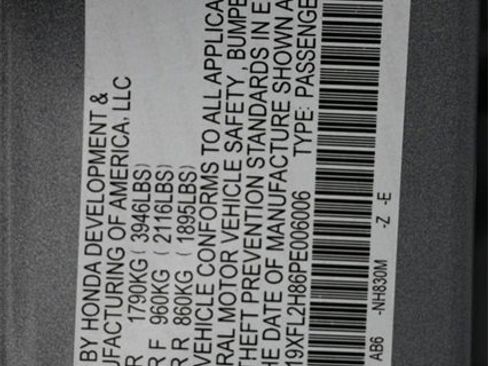 BY HONDA DEVELOPMENT &
UFACTURING OF AMERICA, LLC
R 1790KG ( 3946LBS)
R F 960KG ( 2116LBS)
R R 860KG ( 1895LBS)
VEHICLE CONFORMS TO ALL APPLICA
RAL MOTOR VEHICLE SAFETY , BUMPE
THEFT PREVENTION STANDARDS IN E
HE DATE OF MANUFACTURE SHOWN A
19XFL2H86PE006006 TYPE: PASSENGE
AB6 -NH830M -Z -E